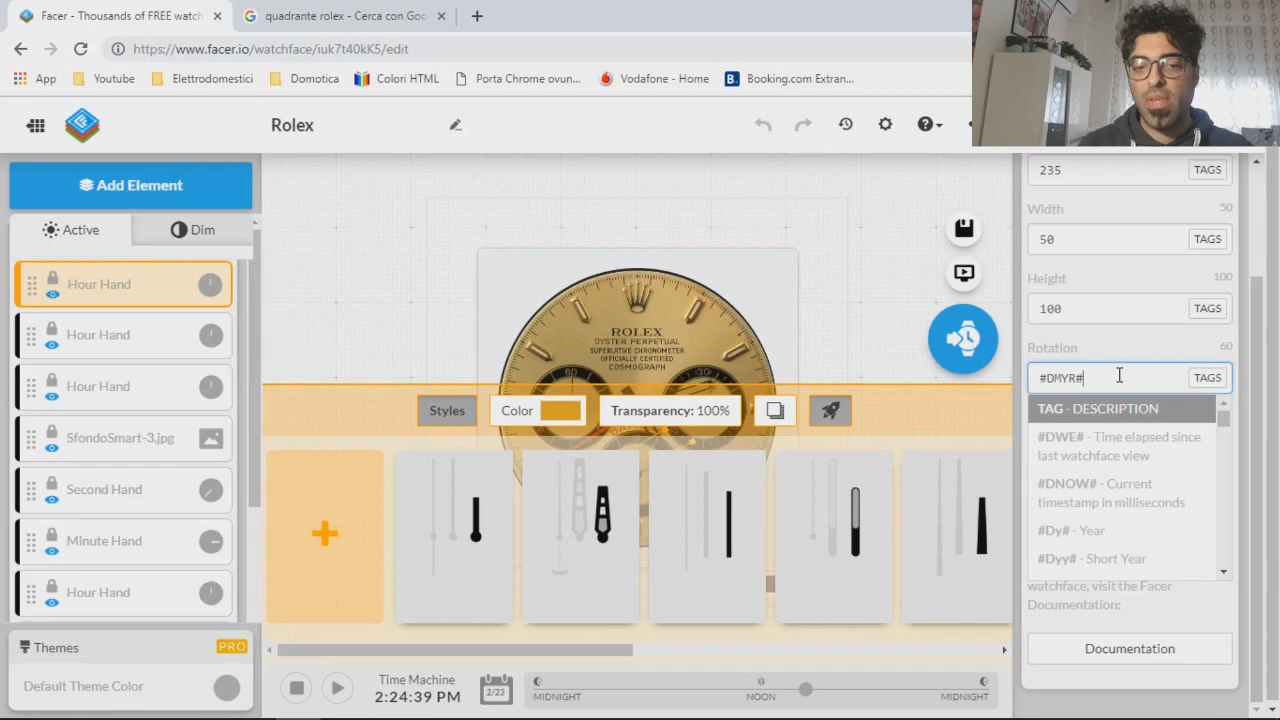 Facer - Thousands of FREE watch
quadrante rolex - Cerca con Goo
https://www.facer.io/watchface/iuk7t40kK5/edit
App
Youtube
Elettrodomestici
Domotica
Colori HTML
Porta Chrome ovun...
Vodafone - Home
B.
Booking.com Extran...
Rolex
Add Element
Active
Dim
Hour Hand
Hour Hand
Hour Hand
SfondoSmart-3.jpg
Second Hand
Minute Hand
Hour Hand
Themes
PRO
Default Theme Color
ROLEX
OYSTER PERPETUAL
SUPERLATIVE CHRONOMETER
OFFICIALLY CERTIFIED
COSMOGRAPH
60
30
Styles
Color
Transparency: 100%
Time Machine
2:24:39 PM
2/23
MIDNIGHT
NOON
MIDNIGHT
235
TAGS
Width
50
50
TAGS
Height
100
100
TAGS
Rotation
60
#DMYR#
TAGS
TAG - DESCRIPTION
#DWE# - Time elapsed since
last watchface view
#DNOW# - Current
timestamp in milliseconds
#Dy# - Year
#Dyy# - Short Year
watchface, visit the Facer
Documentation:
Documentation